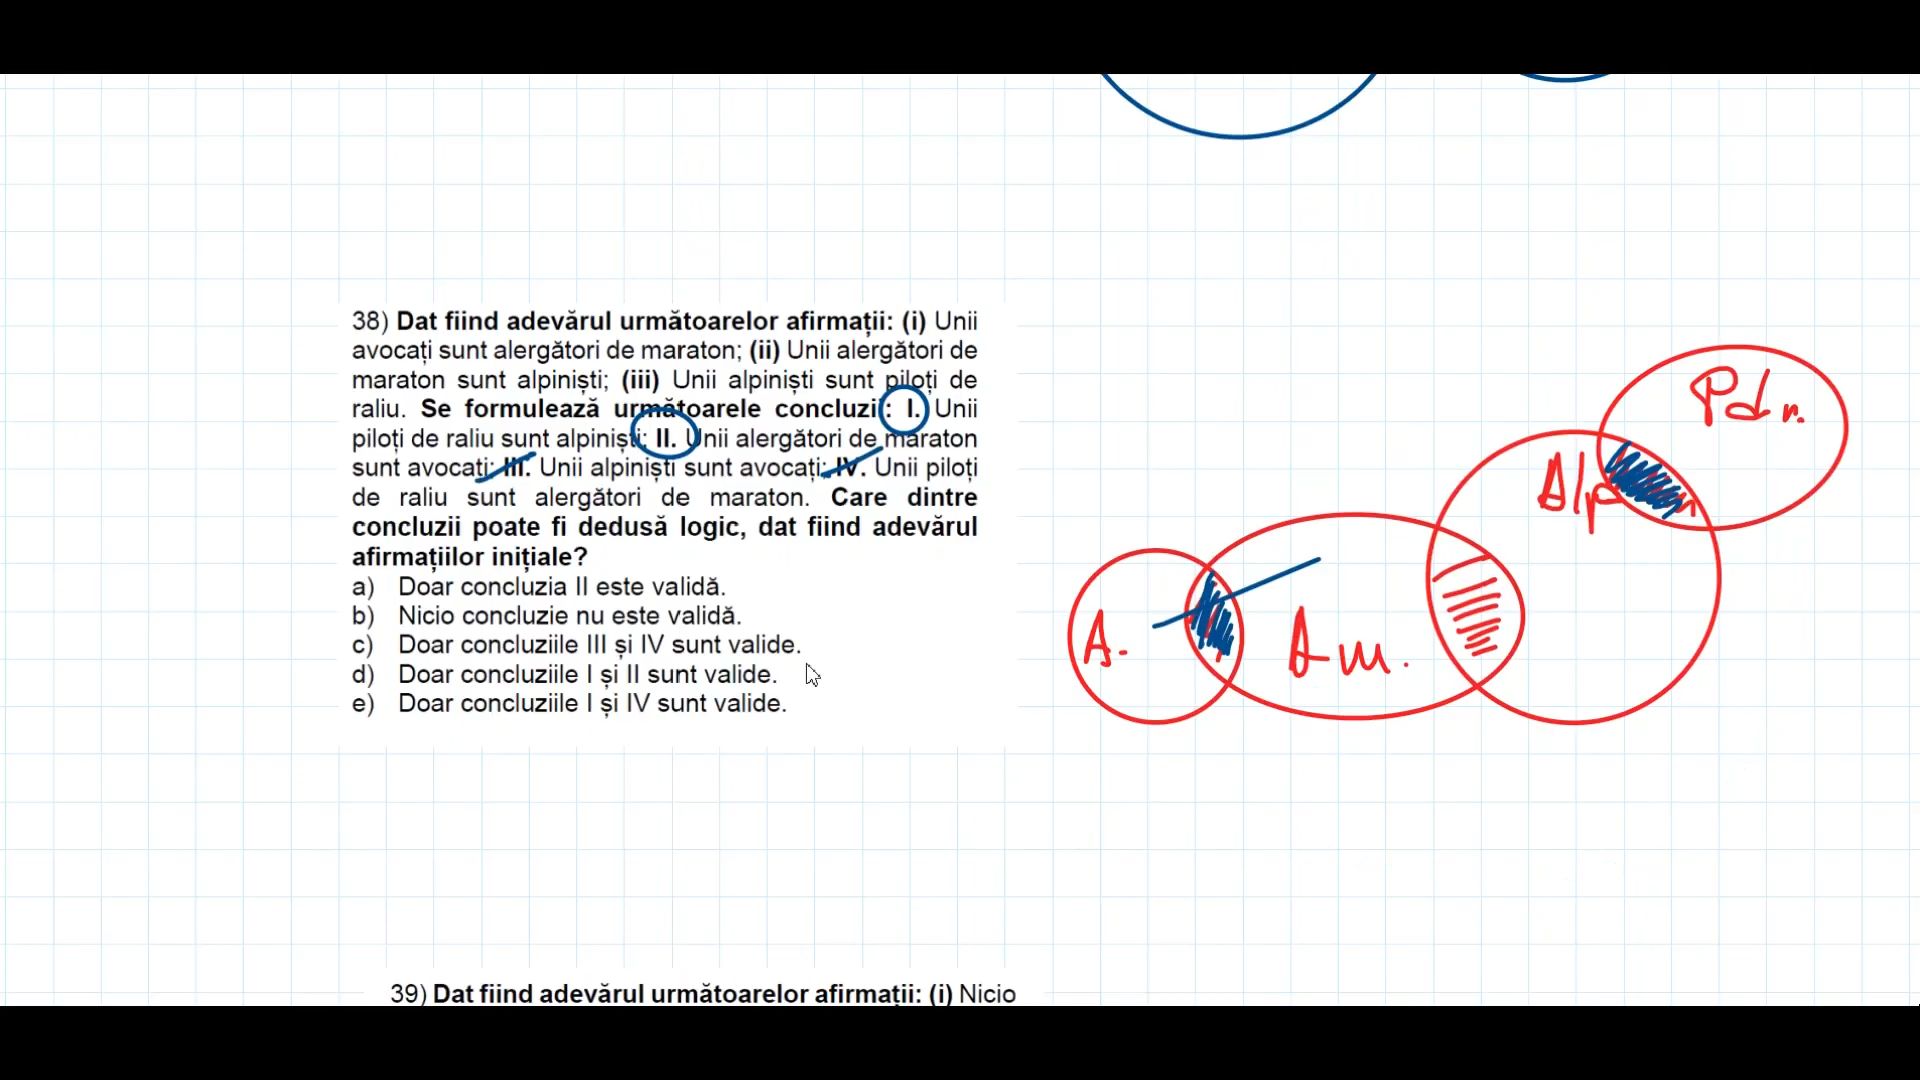 38) Dat fiind adevărul următoarelor afirmații: (i) Unii
avocați sunt alergători de maraton; (ii) Unii alergători de
maraton sunt alpiniști; (iii) Unii alpiniști sunt piloți de
raliu. Se formulează următoarele concluzii: I. Unii
piloți de raliu sunt alpiniști; II. Unii alergători de maraton
sunt avocați; III. Unii alpiniști sunt avocați; IV. Unii piloți
de raliu sunt alergători de maraton. Care dintre
concluzii poate fi dedusă logic, dat fiind adevărul
afirmațiilor inițiale?
a) Doar concluzia II este validă.
b) Nicio concluzie nu este validă.
c) Doar concluziile III și IV sunt valide.
d) Doar concluziile I și II sunt valide.
e) Doar concluziile I și IV sunt valide.
Pd r.
Alp
A.
A m.
39) Dat fiind adevărul următoarelor afirmații: (i) Nicio